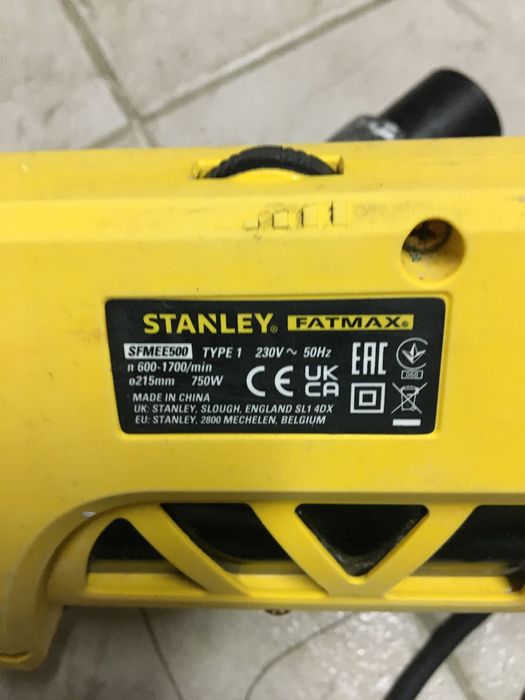 STANLEY® FATMAX®
SFMEE500 TYPE 1 230V ~ 50Hz
n 600-1700/min
ø215mm 750W
CE UK CA EAC
MADE IN CHINA
UK: STANLEY, SLOUGH, ENGLAND SL1 4DX
EU: STANLEY, 2800 MECHELEN, BELGIUM